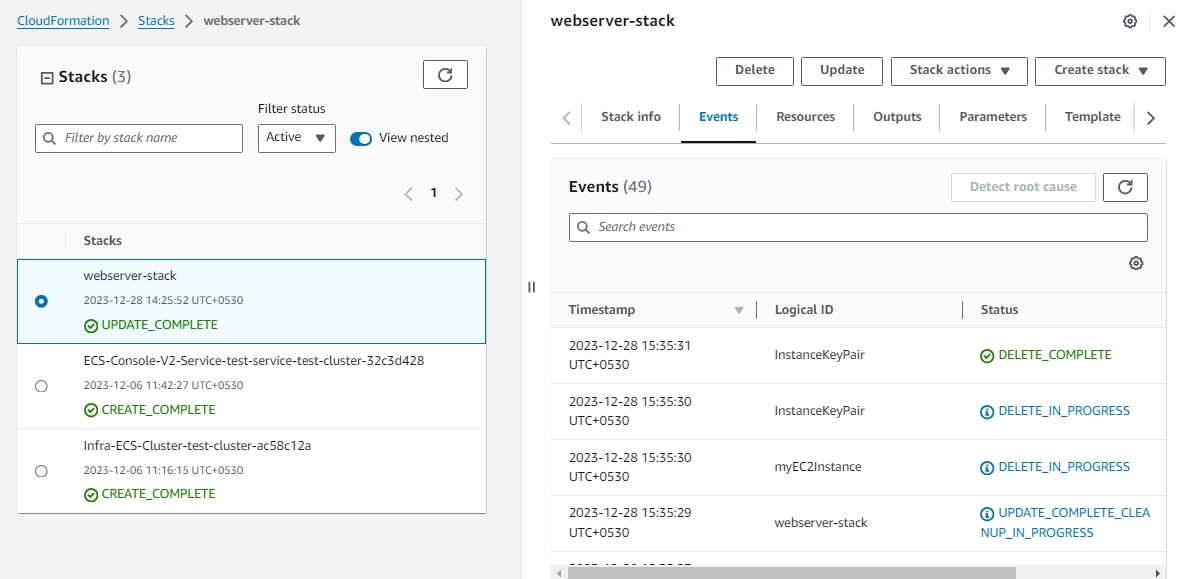 CloudFormation > Stacks > webserver-stack
Stacks (3)
Filter status
Filter by stack name
Active
View nested
1
Stacks
webserver-stack
2023-12-28 14:25:52 UTC+0530
UPDATE_COMPLETE
ECS-Console-V2-Service-test-service-test-cluster-32c3d428
2023-12-06 11:42:27 UTC+0530
CREATE_COMPLETE
Infra-ECS-Cluster-test-cluster-ac58c12a
2023-12-06 11:16:15 UTC+0530
CREATE_COMPLETE
webserver-stack
Delete Update Stack actions Create stack
Stack info Events Resources Outputs Parameters Template
Events (49)
Detect root cause
Search events
Timestamp Logical ID Status
2023-12-28 15:35:31
UTC+0530
InstanceKeyPair
DELETE_COMPLETE
2023-12-28 15:35:30
UTC+0530
InstanceKeyPair
DELETE_IN_PROGRESS
2023-12-28 15:35:30
UTC+0530
myEC2Instance
DELETE_IN_PROGRESS
2023-12-28 15:35:29
UTC+0530
webserver-stack
UPDATE_COMPLETE_CLEA
NUP_IN_PROGRESS